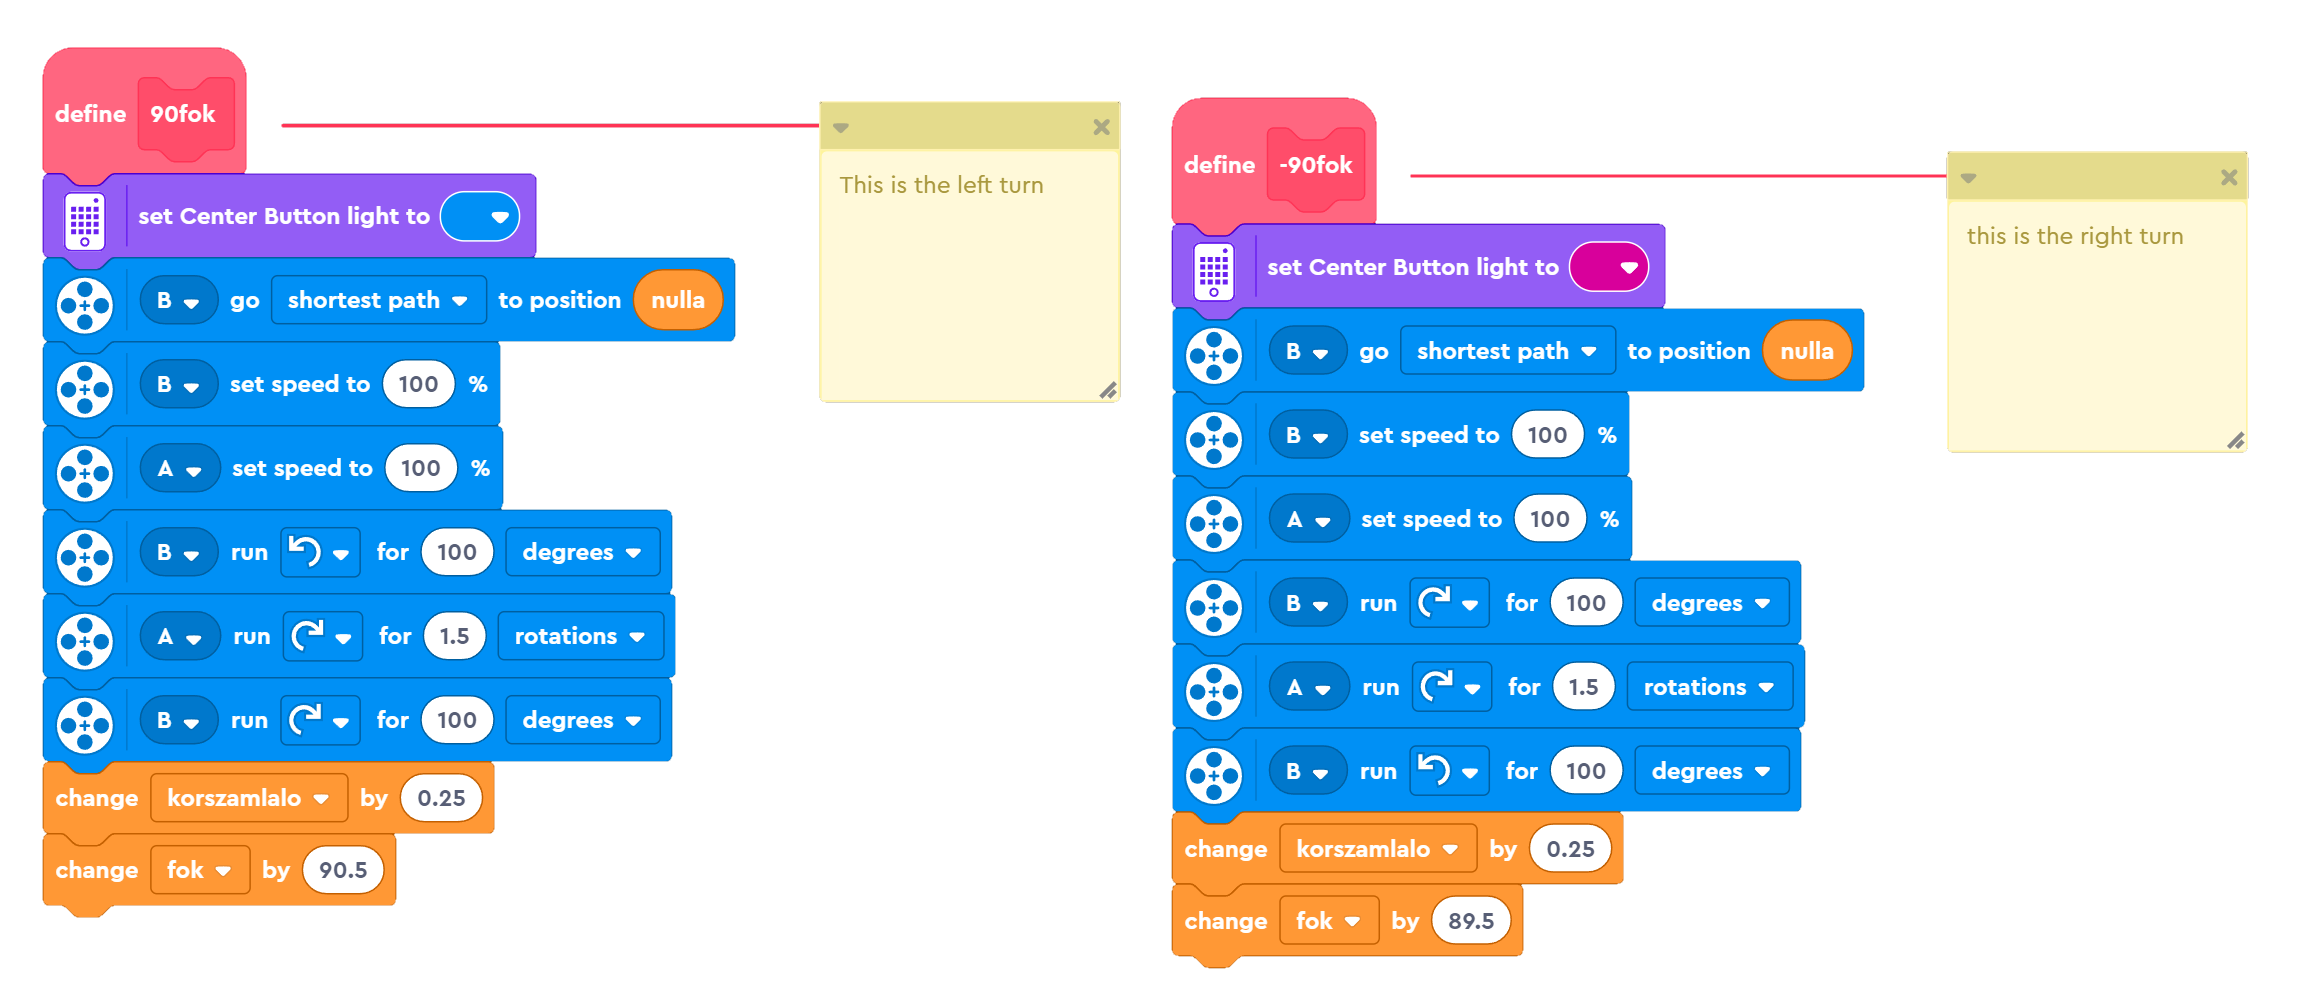 define 90fok
set Center Button light to
B go shortest path to position nulla
B set speed to 100 %
A set speed to 100 %
B run for 100 degrees
A run for 1.5 rotations
B run for 100 degrees
change korszamlalo by 0.25
change fok by 90.5
This is the left turn
define -90fok
set Center Button light to
B go shortest path to position nulla
B set speed to 100 %
A set speed to 100 %
B run for 100 degrees
A run for 1.5 rotations
B run for 100 degrees
change korszamlalo by 0.25
change fok by 89.5
this is the right turn